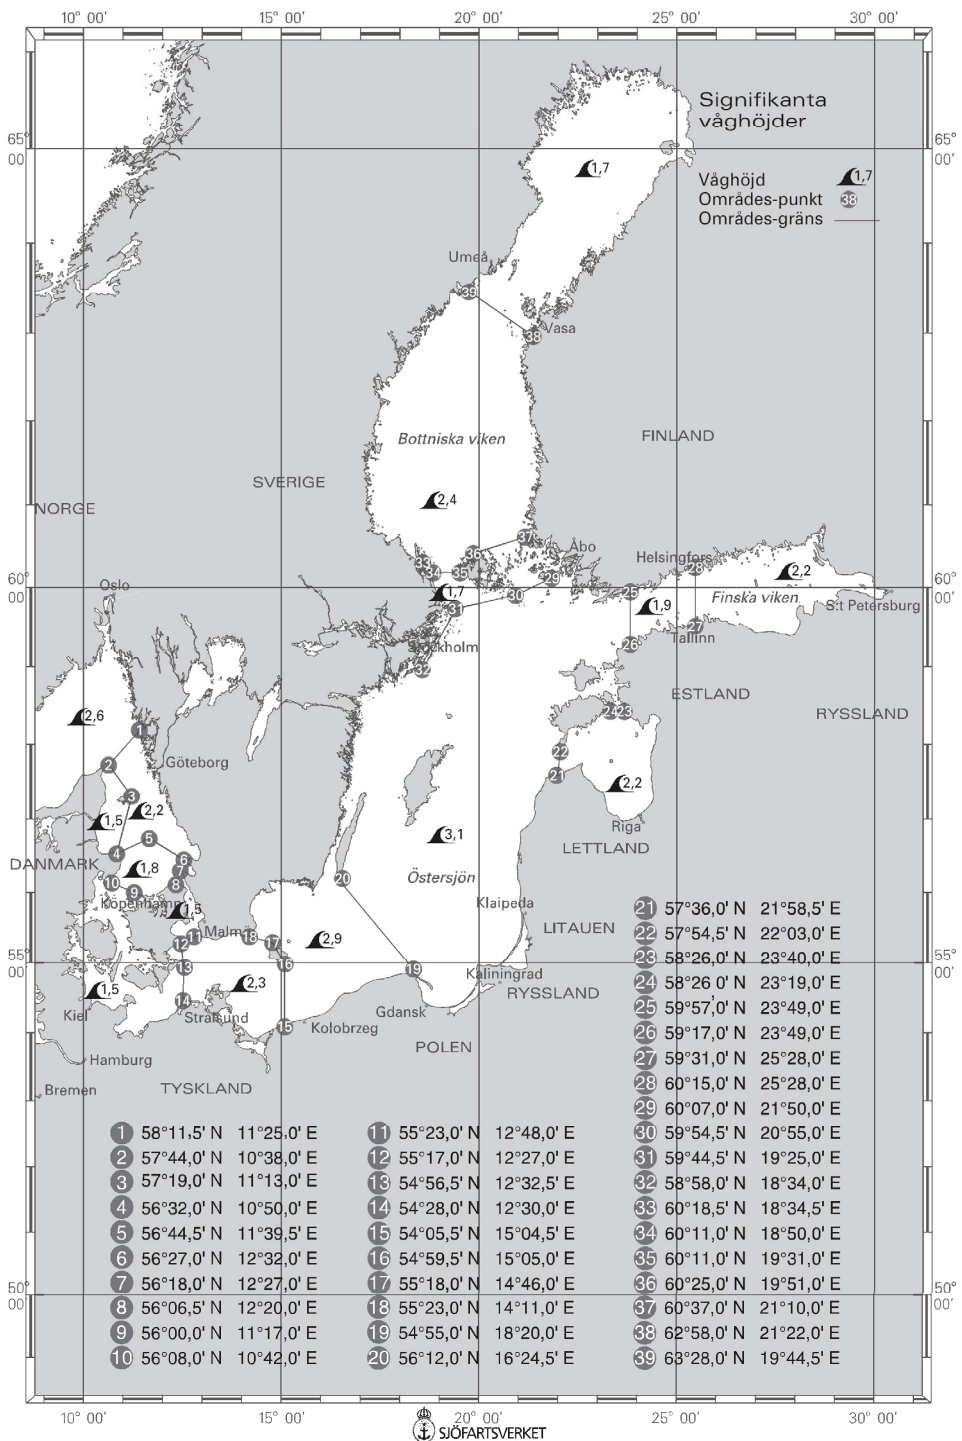 10° 00'
15° 00'
20° 00'
25° 00'
30° 00'
Signifikanta
våghöjder
65°
00'
65°
00'
1,7
Våghöjd 1,7
Områdes-punkt 38
Områdes-gräns
Umeå
39
38
Vasa
Bottniska viken
FINLAND
SVERIGE
2,4
NORGE
37
Åbo
36
33
34
35
Helsingfors
28
2,2
60°
00'
60°
00'
Oslo
29
1,7
30
25
1,9
Finska viken
S:t Petersburg
31
27
Tallinn
Stockholm
26
32
ESTLAND
RYSSLAND
24
23
2,6
1
Göteborg
22
2
21
2,2
3
2,2
1,5
Riga
5
3,1
LETTLAND
DANMARK
4
6
1,8
7
Östersjön
10
8
20
9
Köpenhamn
1,5
Klaipeda
LITAUEN
Malmö
11
18
17
12
2,9
55°
00'
55°
00'
13
16
19
Kaliningrad
1,5
2,3
RYSSLAND
Kiel
14
Stralsund
15
Kolobrzeg
Gdansk
POLEN
Hamburg
TYSKLAND
Bremen
1 58°11,5' N 11°25,0' E
2 57°44,0' N 10°38,0' E
3 57°19,0' N 11°13,0' E
4 56°32,0' N 10°50,0' E
5 56°44,5' N 11°39,5' E
6 56°27,0' N 12°32,0' E
7 56°18,0' N 12°27,0' E
8 56°06,5' N 12°20,0' E
9 56°00,0' N 11°17,0' E
10 56°08,0' N 10°42,0' E
11 55°23,0' N 12°48,0' E
12 55°17,0' N 12°27,0' E
13 54°56,5' N 12°32,5' E
14 54°28,0' N 12°30,0' E
15 54°05,5' N 15°04,5' E
16 54°59,5' N 15°05,0' E
17 55°18,0' N 14°46,0' E
18 55°23,0' N 14°11,0' E
19 54°55,0' N 18°20,0' E
20 56°12,0' N 16°24,5' E
21 57°36,0' N 21°58,5' E
22 57°54,5' N 22°03,0' E
23 58°26,0' N 23°40,0' E
24 58°26 0' N 23°19,0' E
25 59°57,0' N 23°49,0' E
26 59°17,0' N 23°49,0' E
27 59°31,0' N 25°28,0' E
28 60°15,0' N 25°28,0' E
29 60°07,0' N 21°50,0' E
30 59°54,5' N 20°55,0' E
31 59°44,5' N 19°25,0' E
32 58°58,0' N 18°34,0' E
33 60°18,5' N 18°34,5' E
34 60°11,0' N 18°50,0' E
35 60°11,0' N 19°31,0' E
36 60°25,0' N 19°51,0' E
37 60°37,0' N 21°10,0' E
38 62°58,0' N 21°22,0' E
39 63°28,0' N 19°44,5' E
50°
00'
50°
00'
10° 00'
15° 00'
20° 00'
25° 00'
30° 00'
SJÖFARTSVERKET